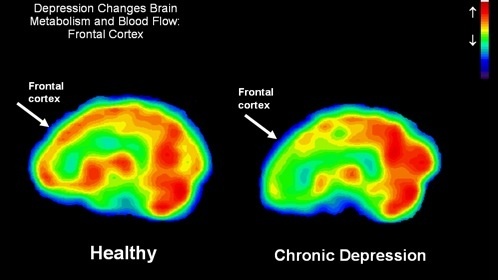 Depression Changes Brain
Metabolism and Blood Flow:
Frontal Cortex
↑
↓
Frontal
cortex
Frontal
cortex
Healthy
Chronic Depression